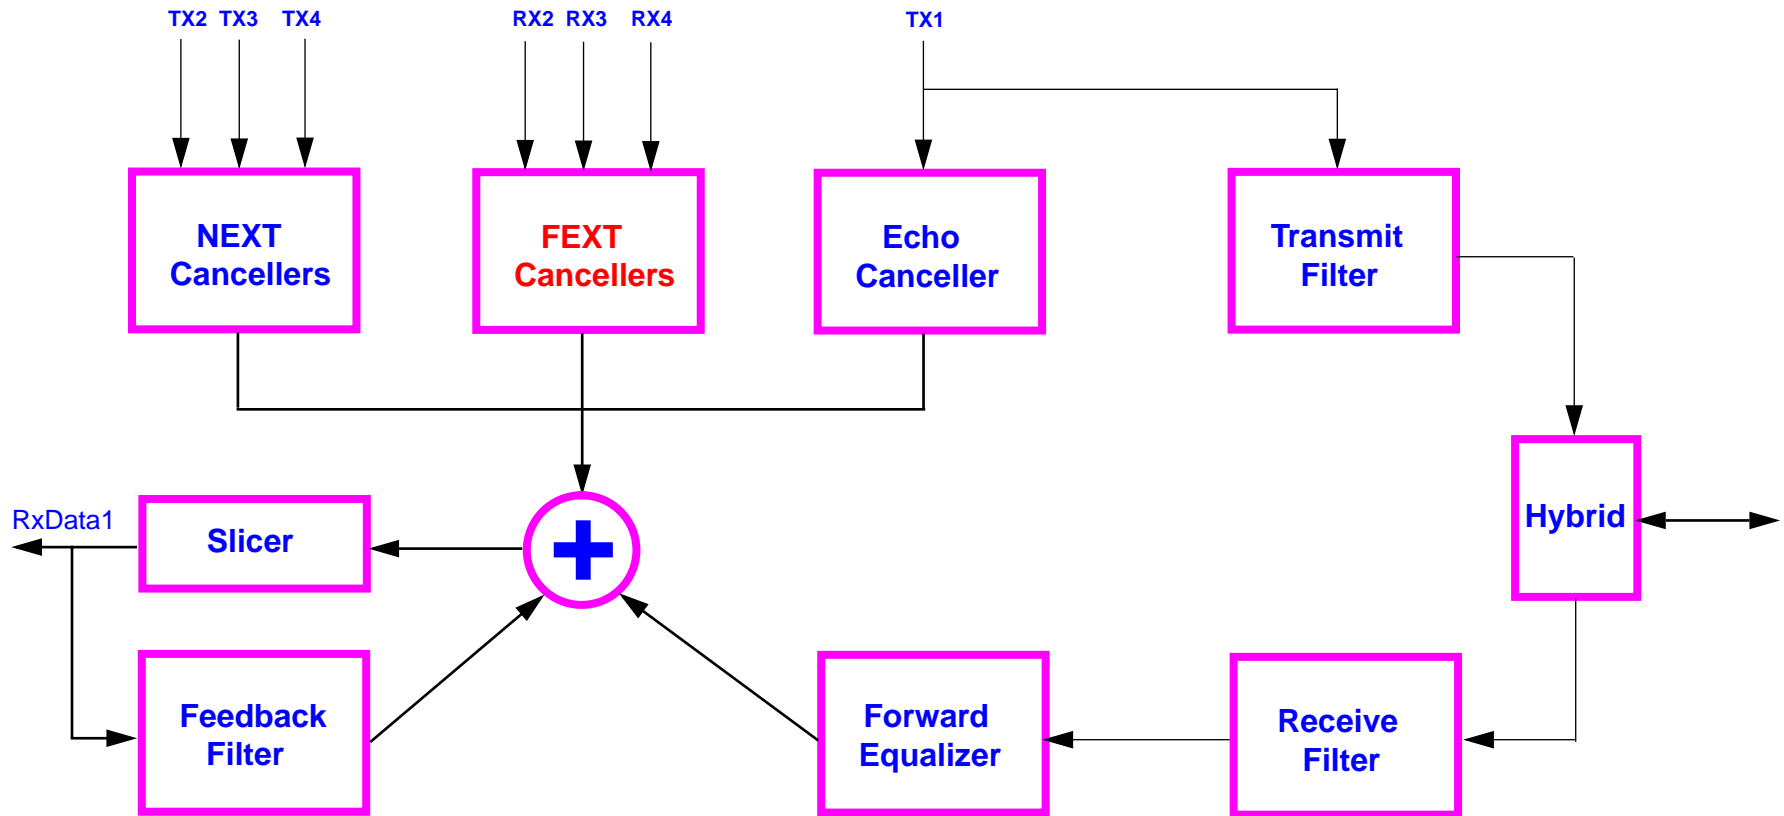 TX2 TX3 TX4
RX2 RX3 RX4
TX1
NEXT
Cancellers
FEXT
Cancellers
Echo
Canceller
Transmit
Filter
RxData1
Slicer
Hybrid
Feedback
Filter
Forward
Equalizer
Receive
Filter